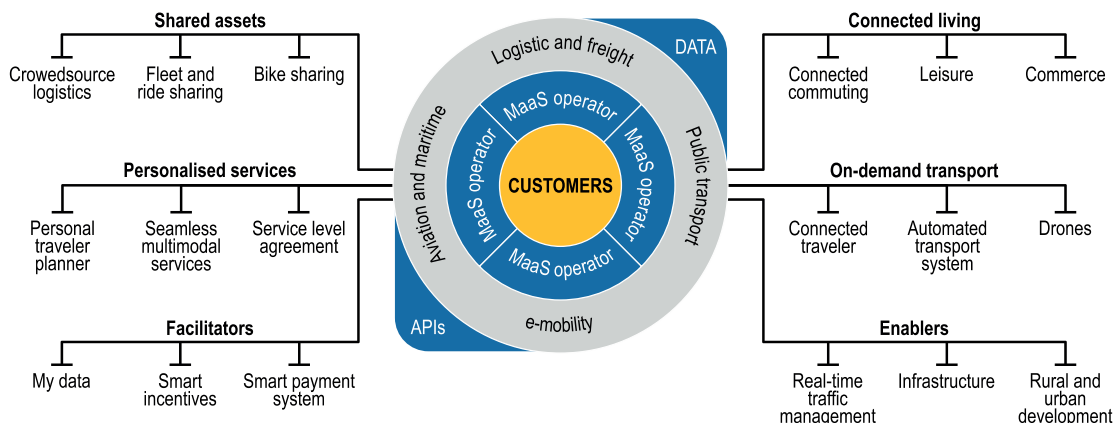 Shared assets
Crowedsource
logistics
Fleet and
ride sharing
Bike sharing
Personalised services
Personal
traveler
planner
Seamless
multimodal
services
Service level
agreement
Facilitators
My data
Smart
incentives
Smart payment
system
DATA
Logistic and freight
Aviation and maritime
Public transport
e-mobility
MaaS operator
MaaS operator
MaaS operator
MaaS operator
CUSTOMERS
APIs
Connected living
Connected
commuting
Leisure
Commerce
On-demand transport
Connected
traveler
Automated
transport
system
Drones
Enablers
Real-time
traffic
management
Infrastructure
Rural and
urban
development